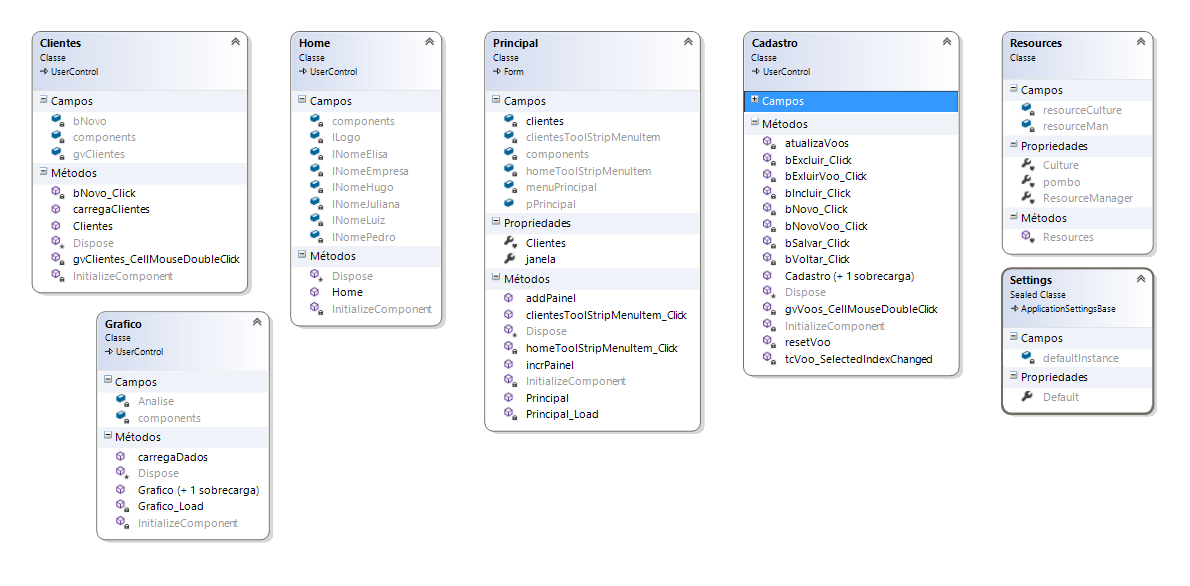 Clientes
Classe
UserControl
Campos
bNovo
components
gvClientes
Métodos
bNovo_Click
carregaClientes
Clientes
Dispose
gvClientes_CellMouseDoubleClick
InitializeComponent
Grafico
Classe
UserControl
Campos
Analise
components
Métodos
carregaDados
Dispose
Grafico (+ 1 sobrecarga)
Grafico_Load
InitializeComponent
Home
Classe
UserControl
Campos
components
lLogo
lNomeElisa
lNomeEmpresa
lNomeHugo
lNomeJuliana
lNomeLuiz
lNomePedro
Métodos
Dispose
Home
InitializeComponent
Principal
Classe
Form
Campos
clientes
clientesToolStripMenuItem
components
homeToolStripMenuItem
menuPrincipal
pPrincipal
Propriedades
Clientes
janela
Métodos
addPainel
clientesToolStripMenuItem_Click
Dispose
homeToolStripMenuItem_Click
incrPainel
InitializeComponent
Principal
Principal_Load
Cadastro
Classe
UserControl
Campos
Métodos
atualizaVoos
bExcluir_Click
bExluirVoo_Click
bIncluir_Click
bNovo_Click
bNovoVoo_Click
bSalvar_Click
bVoltar_Click
Cadastro (+ 1 sobrecarga)
Dispose
gvVoos_CellMouseDoubleClick
InitializeComponent
resetVoo
tcVoo_SelectedIndexChanged
Resources
Classe
Campos
resourceCulture
resourceMan
Propriedades
Culture
pombo
ResourceManager
Métodos
Resources
Settings
Sealed Classe
ApplicationSettingsBase
Campos
defaultInstance
Propriedades
Default